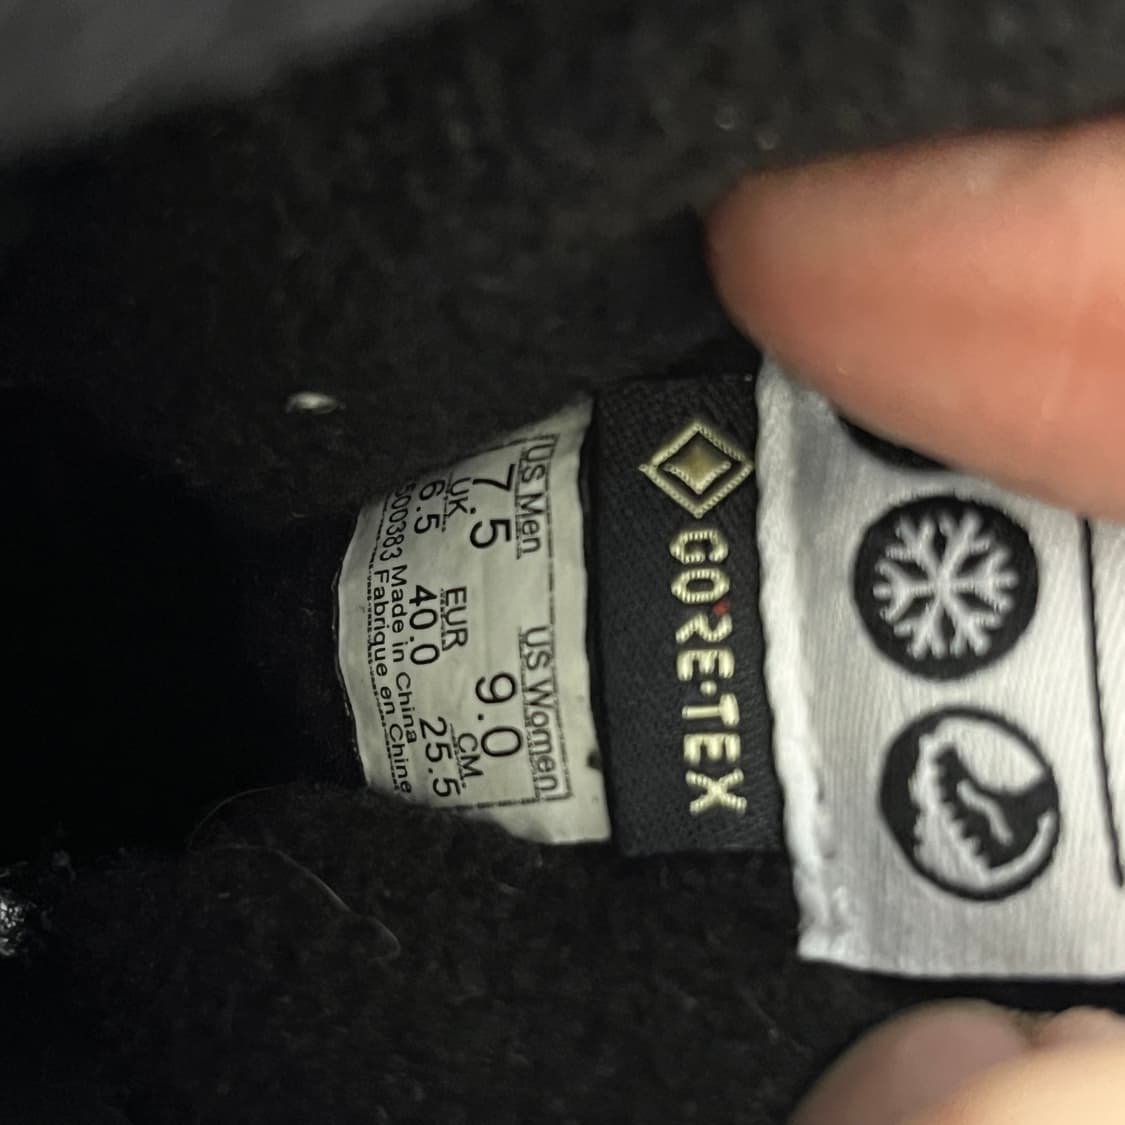 US Men US Women
7.5 9.0
UK. EUR CM.
6.5 40.0 25.5
Made in China
Fabrique en Chine
GORE-TEX